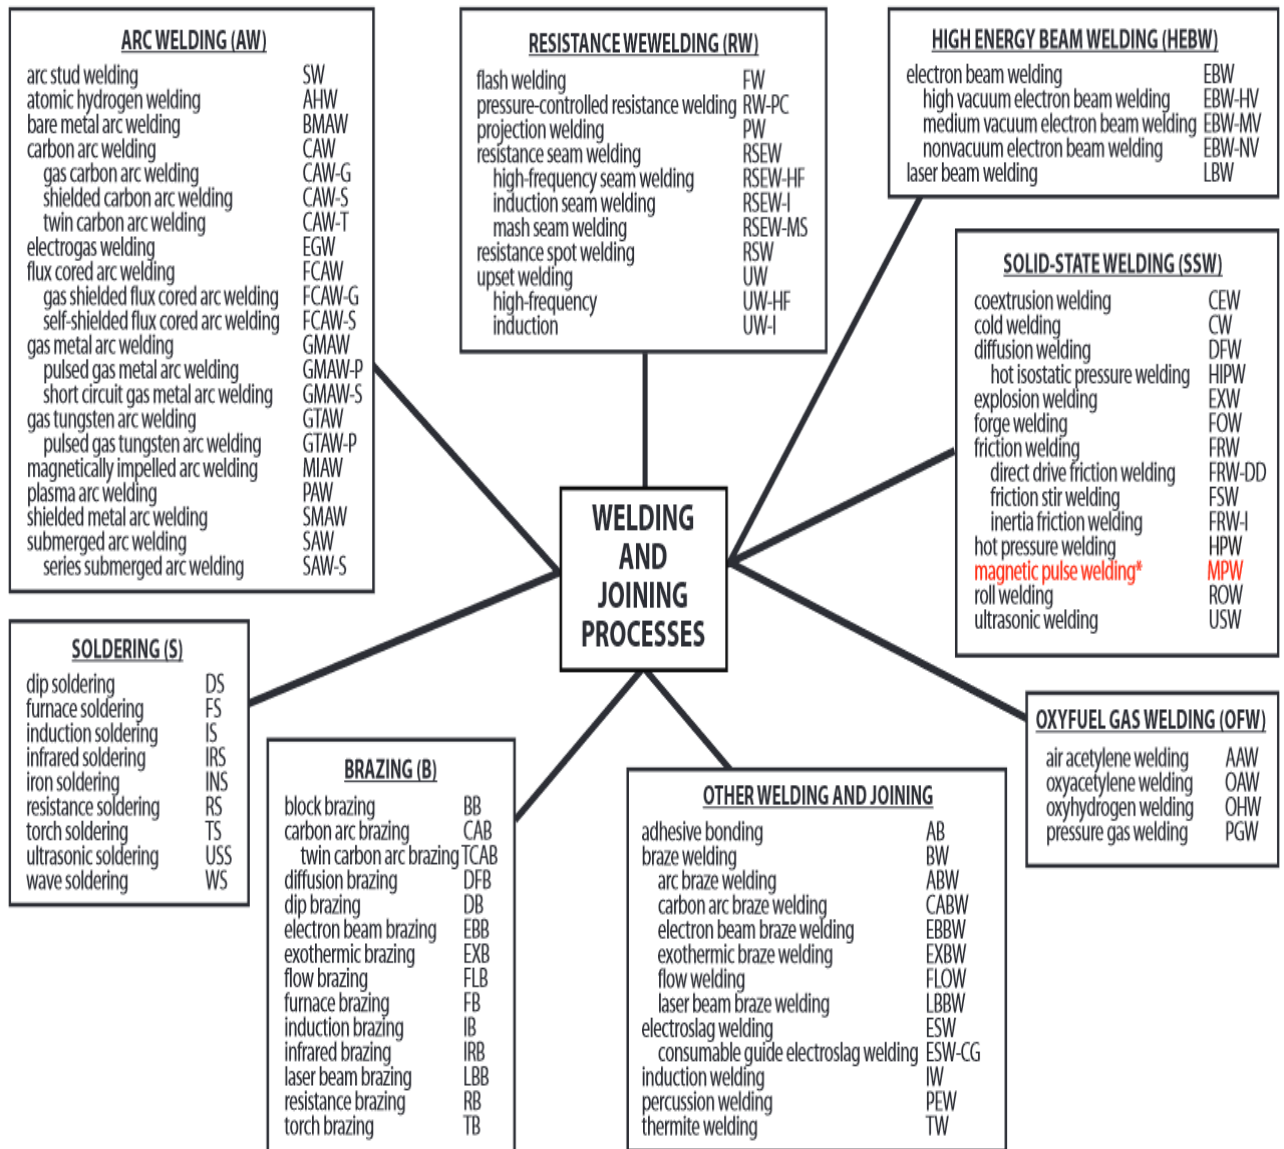 ARC WELDING (AW)
arc stud welding SW
atomic hydrogen welding AHW
bare metal arc welding BMAW
carbon arc welding CAW
gas carbon arc welding CAW-G
shielded carbon arc welding CAW-S
twin carbon arc welding CAW-T
electrogas welding EGW
flux cored arc welding FCAW
gas shielded flux cored arc welding FCAW-G
self-shielded flux cored arc welding FCAW-S
gas metal arc welding GMAW
pulsed gas metal arc welding GMAW-P
short circuit gas metal arc welding GMAW-S
gas tungsten arc welding GTAW
pulsed gas tungsten arc welding GTAW-P
magnetically impelled arc welding MIAW
plasma arc welding PAW
shielded metal arc welding SMAW
submerged arc welding SAW
series submerged arc welding SAW-S
RESISTANCE WEWELDING (RW)
flash welding FW
pressure-controlled resistance welding RW-PC
projection welding PW
resistance seam welding RSEW
high-frequency seam welding RSEW-HF
induction seam welding RSEW-I
mash seam welding RSEW-MS
resistance spot welding RSW
upset welding UW
high-frequency UW-HF
induction UW-I
HIGH ENERGY BEAM WELDING (HEBW)
electron beam welding EBW
high vacuum electron beam welding EBW-HV
medium vacuum electron beam welding EBW-MV
nonvacuum electron beam welding EBW-NV
laser beam welding LBW
SOLID-STATE WELDING (SSW)
coextrusion welding CEW
cold welding CW
diffusion welding DFW
hot isostatic pressure welding HIPW
explosion welding EXW
forge welding FOW
friction welding FRW
direct drive friction welding FRW-DD
friction stir welding FSW
inertia friction welding FRW-I
hot pressure welding HPW
magnetic pulse welding* MPW
roll welding ROW
ultrasonic welding USW
WELDING
AND
JOINING
PROCESSES
SOLDERING (S)
dip soldering DS
furnace soldering FS
induction soldering IS
infrared soldering IRS
iron soldering INS
resistance soldering RS
torch soldering TS
ultrasonic soldering USS
wave soldering WS
BRAZING (B)
block brazing BB
carbon arc brazing CAB
twin carbon arc brazing TCAB
diffusion brazing DFB
dip brazing DB
electron beam brazing EBB
exothermic brazing EXB
flow brazing FLB
furnace brazing FB
induction brazing IB
infrared brazing IRB
laser beam brazing LBB
resistance brazing RB
torch brazing TB
OTHER WELDING AND JOINING
adhesive bonding AB
braze welding BW
arc braze welding ABW
carbon arc braze welding CABW
electron beam braze welding EBBW
exothermic braze welding EXBW
flow welding FLOW
laser beam braze welding LBBW
electroslag welding ESW
consumable guide electroslag welding ESW-CG
induction welding IW
percussion welding PEW
thermite welding TW
OXYFUEL GAS WELDING (OFW)
air acetylene welding AAW
oxyacetylene welding OAW
oxyhydrogen welding OHW
pressure gas welding PGW